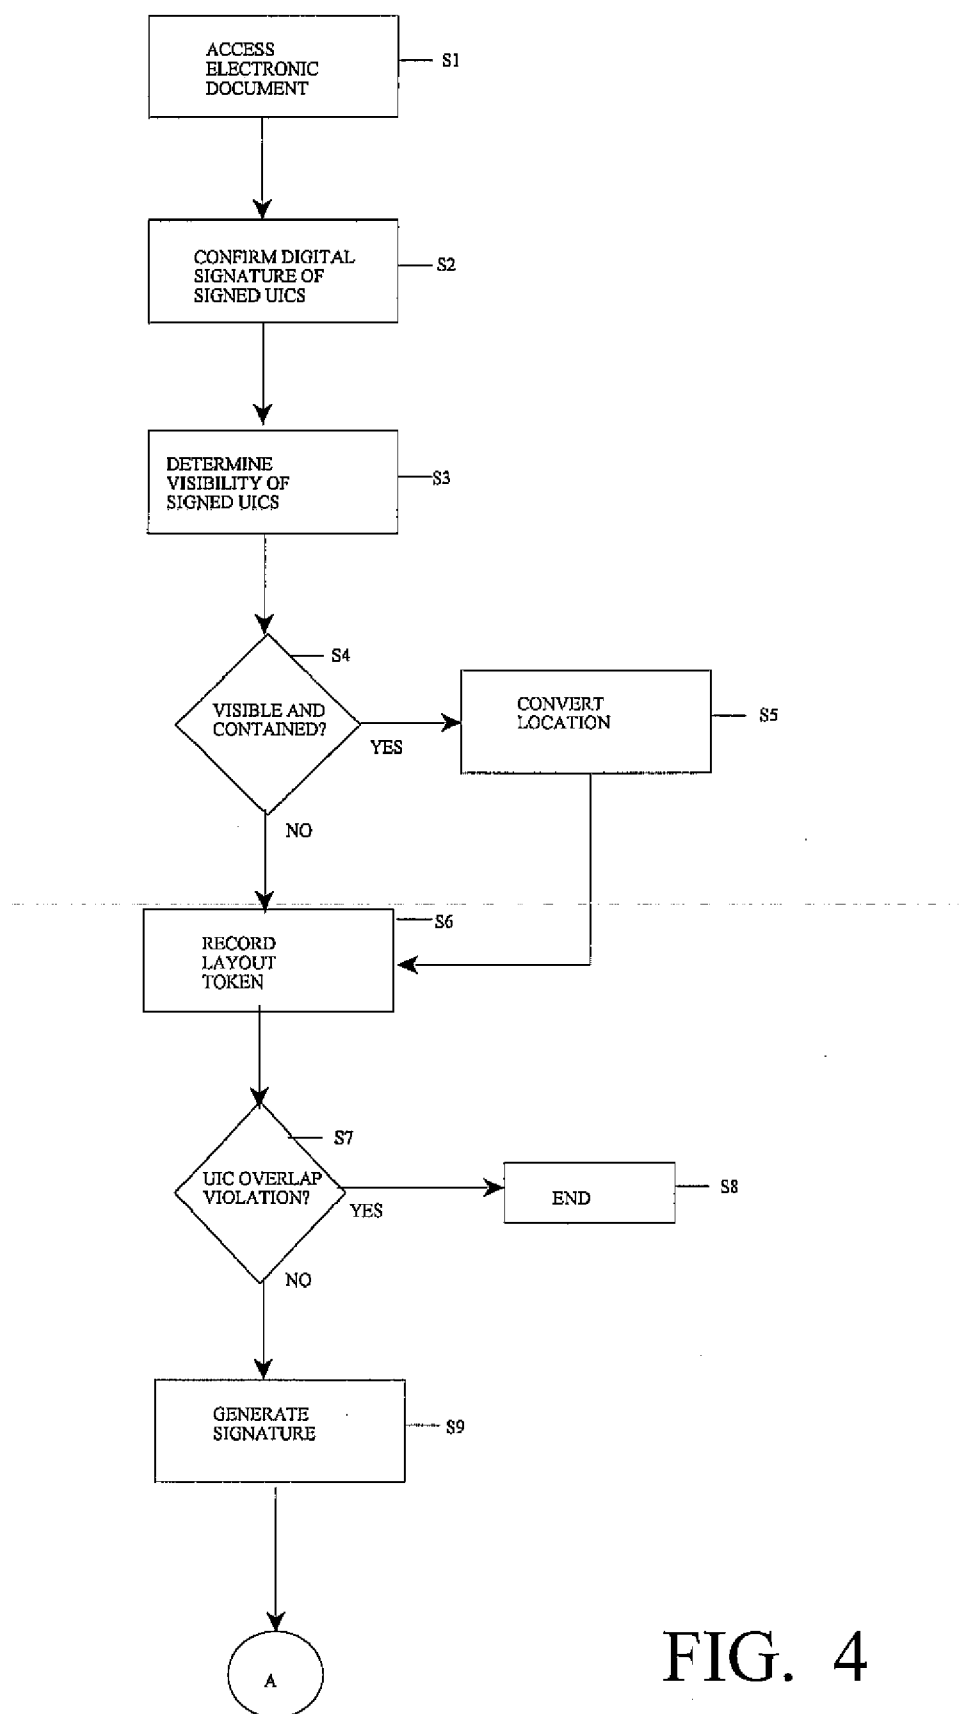 ACCESS
ELECTRONIC
DOCUMENT
S1
CONFIRM DIGITAL
SIGNATURE OF
SIGNED UICS
S2
DETERMINE
VISIBILITY OF
SIGNED UICS
S3
S4
VISIBLE AND
CONTAINED?
YES
CONVERT
LOCATION
S5
NO
S6
RECORD
LAYOUT
TOKEN
S7
UIC OVERLAP
VIOLATION?
YES
END
S8
NO
GENERATE
SIGNATURE
S9
A
FIG. 4